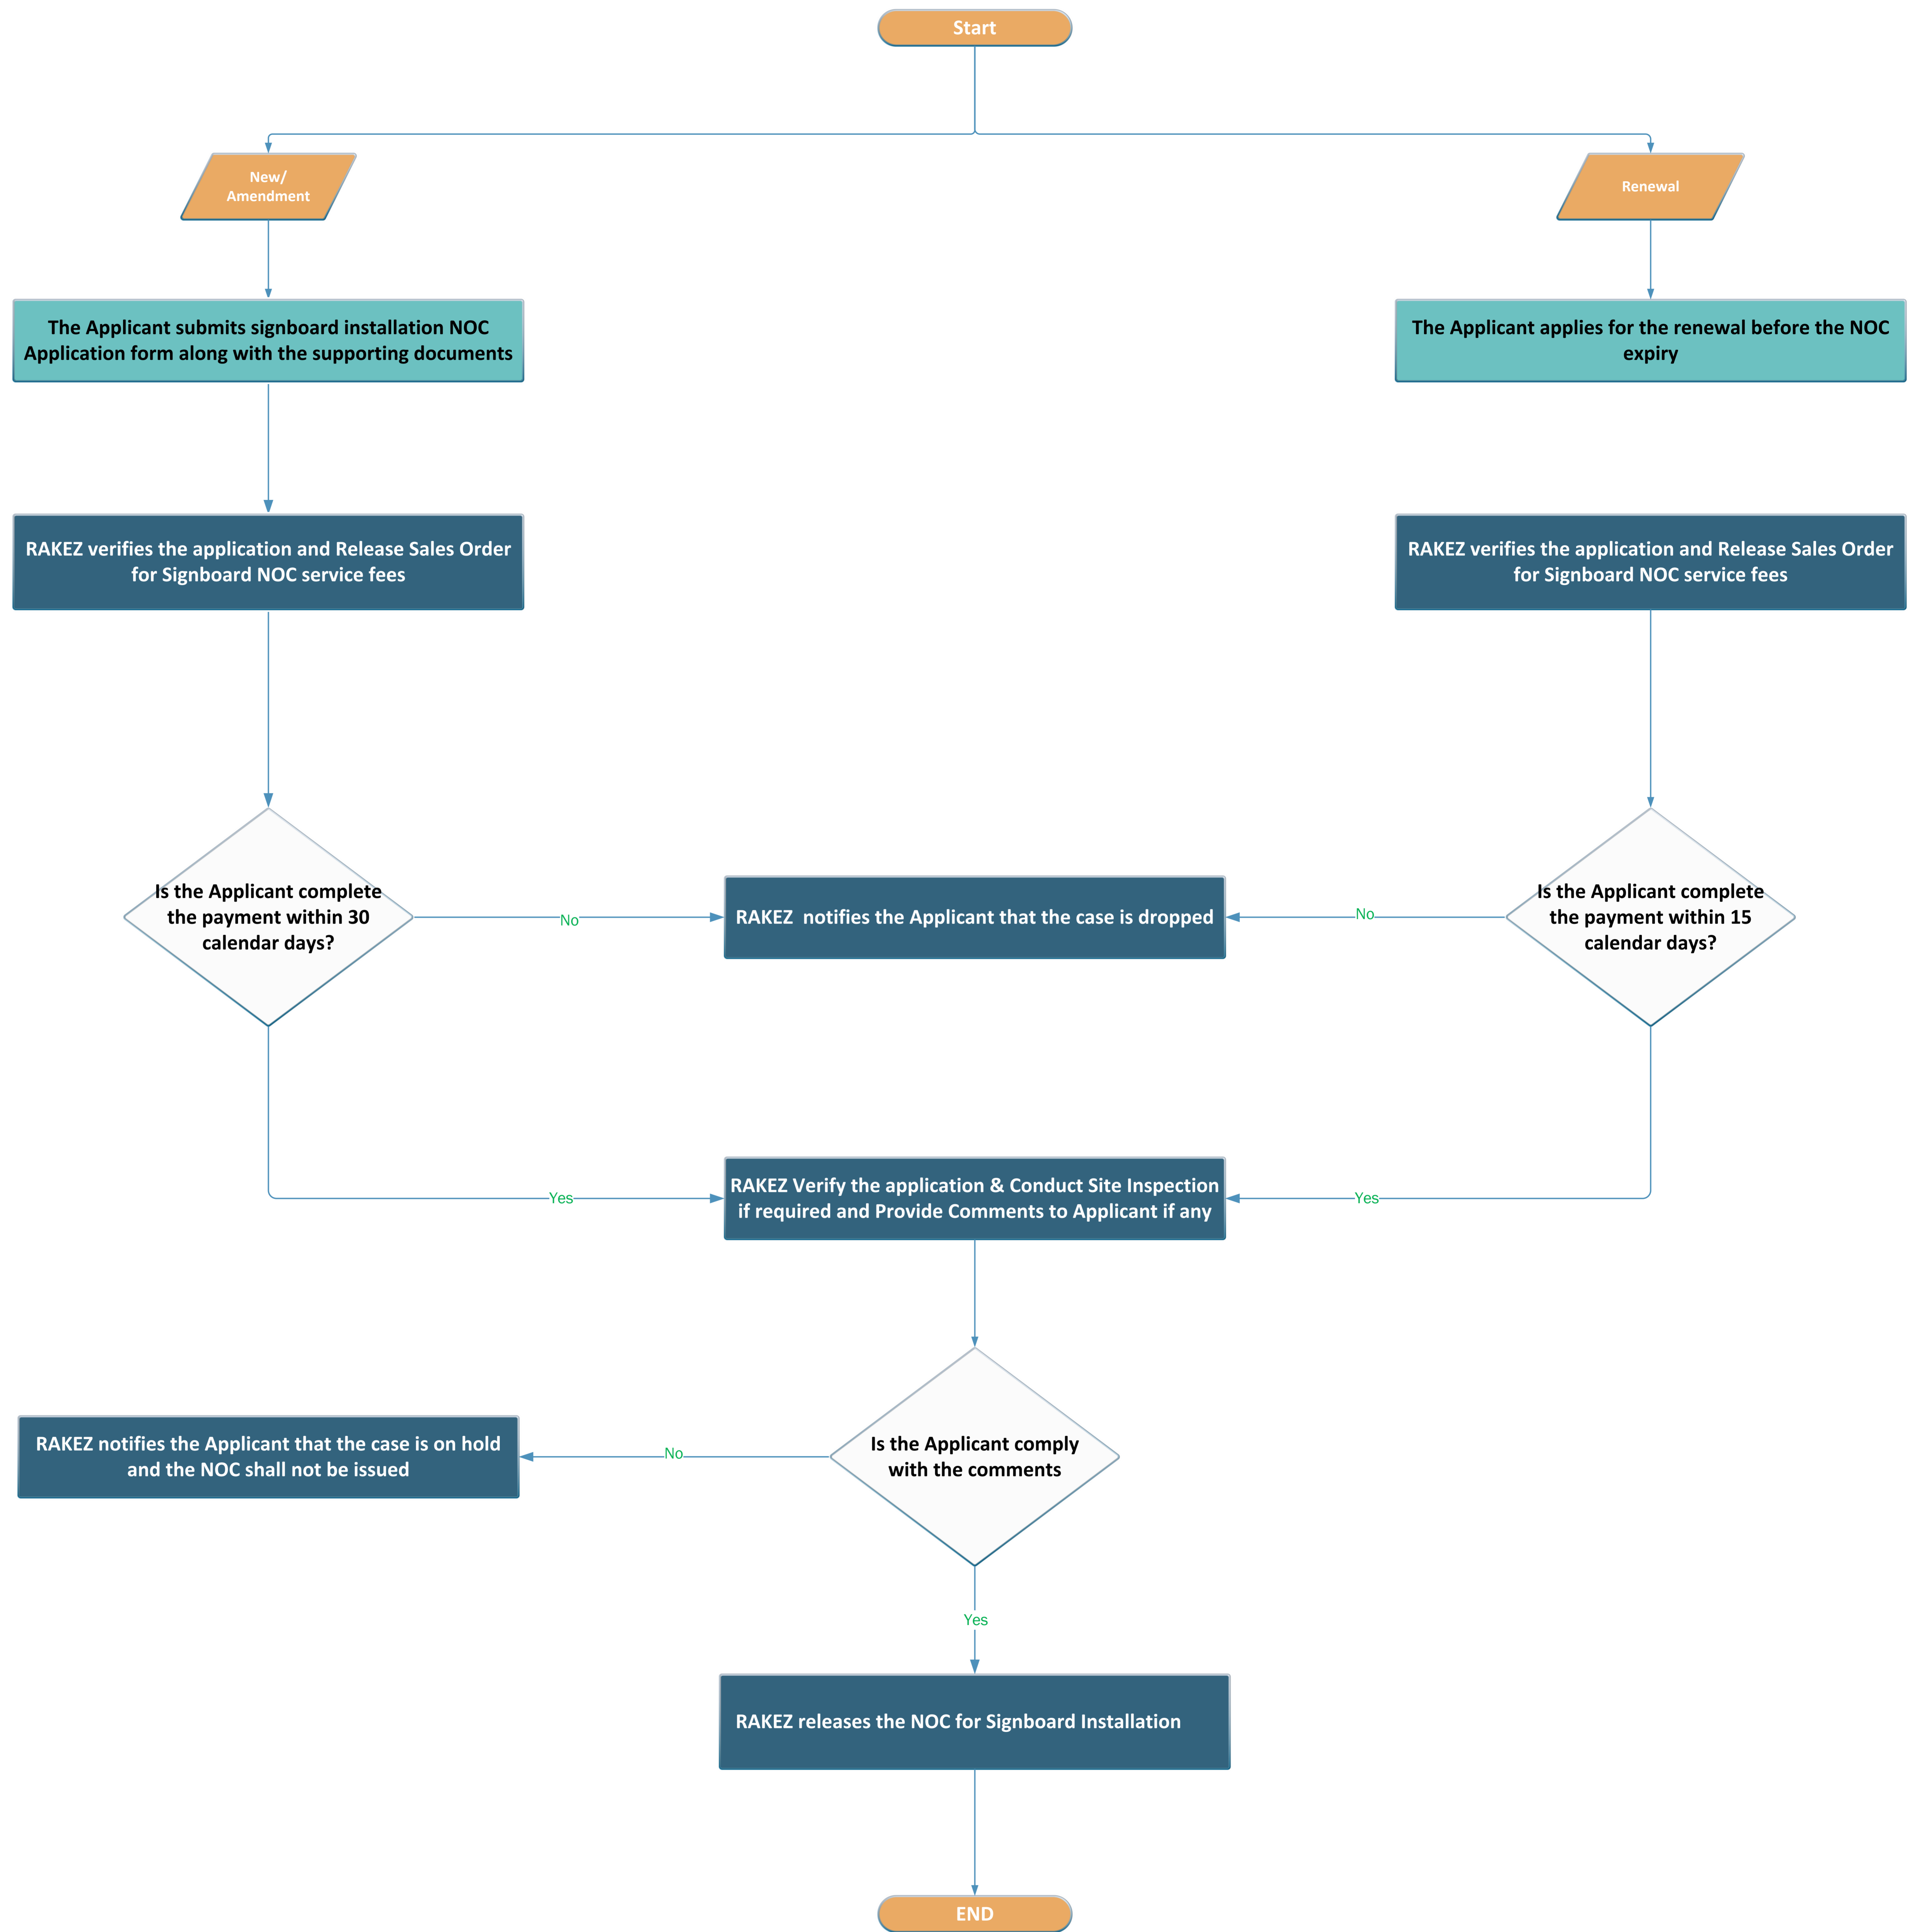 Start
New/
Amendment
Renewal
The Applicant submits signboard installation NOC
Application form along with the supporting documents
The Applicant applies for the renewal before the NOC
expiry
RAKEZ verifies the application and Release Sales Order
for Signboard NOC service fees
RAKEZ verifies the application and Release Sales Order
for Signboard NOC service fees
Is the Applicant complete
the payment within 30
calendar days?
No
RAKEZ  notifies the Applicant that the case is dropped
No
Is the Applicant complete
the payment within 15
calendar days?
Yes
RAKEZ Verify the application & Conduct Site Inspection
if required and Provide Comments to Applicant if any
Yes
RAKEZ notifies the Applicant that the case is on hold
and the NOC shall not be issued
No
Is the Applicant comply
with the comments
Yes
RAKEZ releases the NOC for Signboard Installation
END